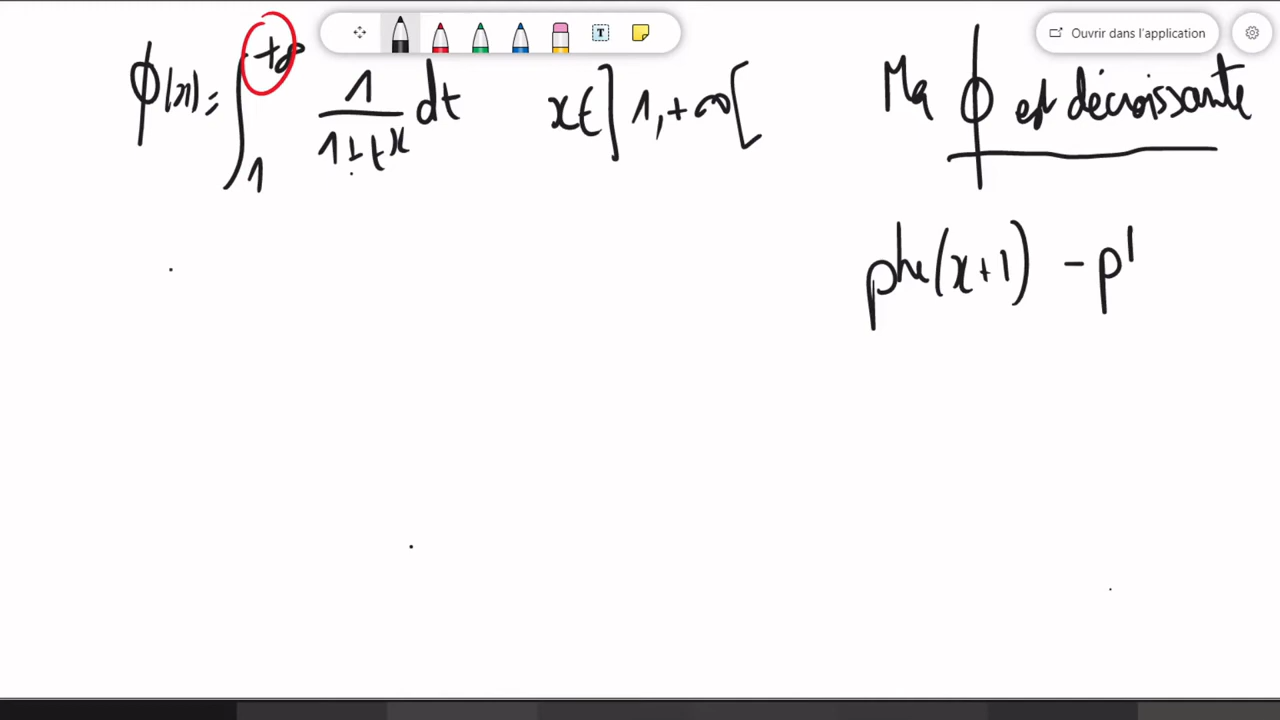 Ouvrir dans l'application
ϕ(x) = ∫₁^{+∞} 1/(1+t^x) dt x ∈ ]1, +∞[ Mq ϕ est décroissante
phi(x+1) - p